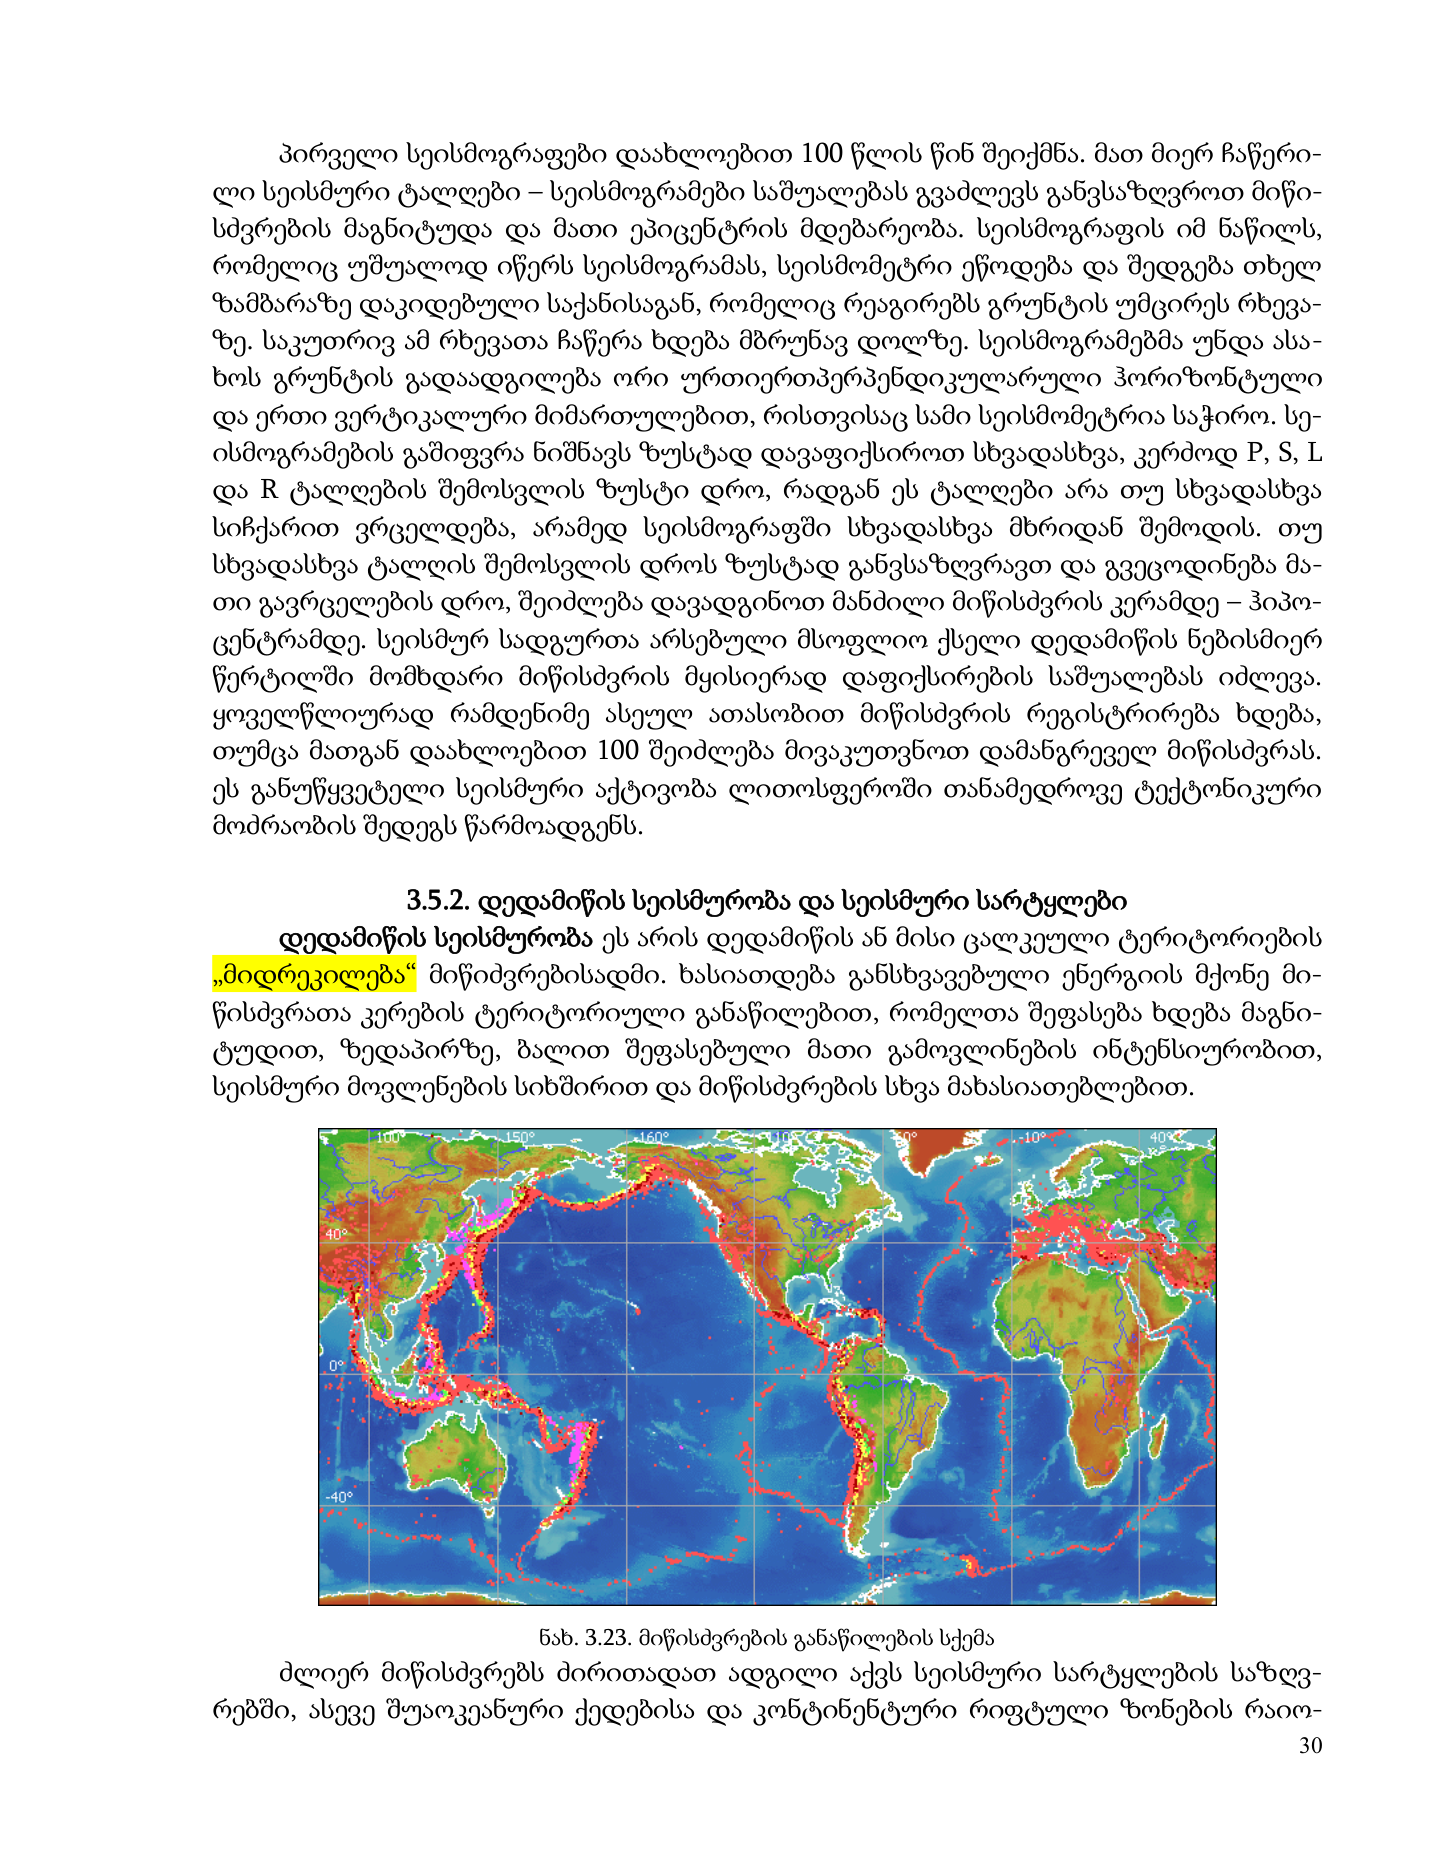 პირველი სეისმოგრაფები დაახლოებით 100 წლის წინ შეიქმნა. მათ მიერ ჩაწერი-
ლი სეისმური ტალღები – სეისმოგრამები საშუალებას გვაძლევს განვსაზღვროთ მიწი-
სძვრების მაგნიტუდა და მათი ეპიცენტრის მდებარეობა. სეისმოგრაფის იმ ნაწილს,
რომელიც უშუალოდ იწერს სეისმოგრამას, სეისმომეტრი ეწოდება და შედგება თხელ
ზამბარაზე დაკიდებული საქანისაგან, რომელიც რეაგირებს გრუნტის უმცირეს რხევა-
ზე. საკუთრივ ამ რხევათა ჩაწერა ხდება მბრუნავ დოლზე. სეისმოგრამებმა უნდა ასა-
ხოს გრუნტის გადაადგილება ორი ურთიერთპერპენდიკულარული ჰორიზონტული
და ერთი ვერტიკალური მიმართულებით, რისთვისაც სამი სეისმომეტრია საჭირო. სე-
ისმოგრამების გაშიფვრა ნიშნავს ზუსტად დავაფიქსიროთ სხვადასხვა, კერძოდ P, S, L
და R ტალღების შემოსვლის ზუსტი დრო, რადგან ეს ტალღები არა თუ სხვადასხვა
სიჩქარით ვრცელდება, არამედ სეისმოგრაფში სხვადასხვა მხრიდან შემოდის. თუ
სხვადასხვა ტალღის შემოსვლის დროს ზუსტად განვსაზღვრავთ და გვეცოდინება მა-
თი გავრცელების დრო, შეიძლება დავადგინოთ მანძილი მიწისძვრის კერამდე – ჰიპო-
ცენტრამდე. სეისმურ სადგურთა არსებული მსოფლიო ქსელი დედამიწის ნებისმიერ
წერტილში მომხდარი მიწისძვრის მყისიერად დაფიქსირების საშუალებას იძლევა.
ყოველწლიურად რამდენიმე ასეულ ათასობით მიწისძვრის რეგისტრირება ხდება,
თუმცა მათგან დაახლოებით 100 შეიძლება მივაკუთვნოთ დამანგრეველ მიწისძვრას.
ეს განუწყვეტელი სეისმური აქტივობა ლითოსფეროში თანამედროვე ტექტონიკური
მოძრაობის შედეგს წარმოადგენს.
3.5.2. დედამიწის სეისმურობა და სეისმური სარტყლები
დედამიწის სეისმურობა ეს არის დედამიწის ან მისი ცალკეული ტერიტორიების
„მიდრეკილება“ მიწიძვრებისადმი. ხასიათდება განსხვავებული ენერგიის მქონე მი-
წისძვრათა კერების ტერიტორიული განაწილებით, რომელთა შეფასება ხდება მაგნი-
ტუდით, ზედაპირზე, ბალით შეფასებული მათი გამოვლინების ინტენსიურობით,
სეისმური მოვლენების სიხშირით და მიწისძვრების სხვა მახასიათებლებით.
100° 150° -160° -110° -60° -10° 40°
40°
0°
-40°
ნახ. 3.23. მიწისძვრების განაწილების სქემა
ძლიერ მიწისძვრებს ძირითადათ ადგილი აქვს სეისმური სარტყლების საზღვ-
რებში, ასევე შუაოკეანური ქედებისა და კონტინენტური რიფტული ზონების რაიო-
30